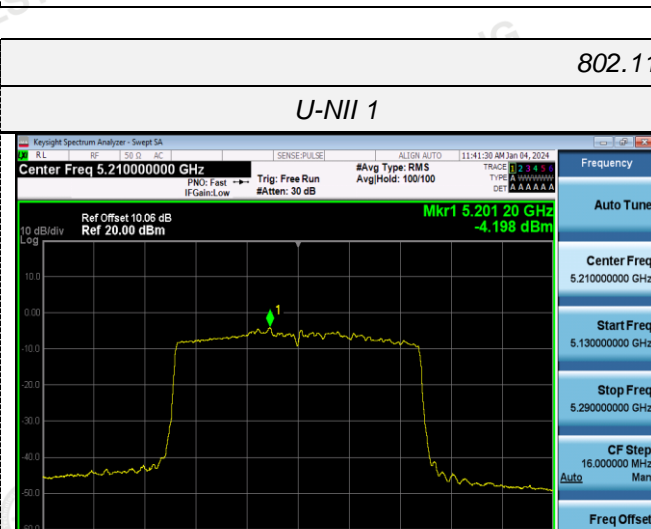 802.11
U-NII 1
Keysight Spectrum Analyzer - Swept SA
RL RF 50 Ω AC SENSE:PULSE ALIGN AUTO 11:41:30 AM Jan 04, 2024
Center Freq 5.210000000 GHz
PNO: Fast
IFGain:Low
Trig: Free Run
#Atten: 30 dB
#Avg Type: RMS
Avg|Hold: 100/100
TRACE 1 2 3 4 5 6
TYPE A WWWWW
DET A A A A A A
Ref Offset 10.06 dB
10 dB/div Ref 20.00 dBm
Log
Mkr1 5.201 20 GHz
-4.198 dBm
10.0
0.00
-10.0
-20.0
-30.0
-40.0
-50.0
-60.0
1
Frequency
Auto Tune
Center Freq
5.210000000 GHz
Start Freq
5.130000000 GHz
Stop Freq
5.290000000 GHz
CF Step
16.000000 MHz
Auto Man
Freq Offset